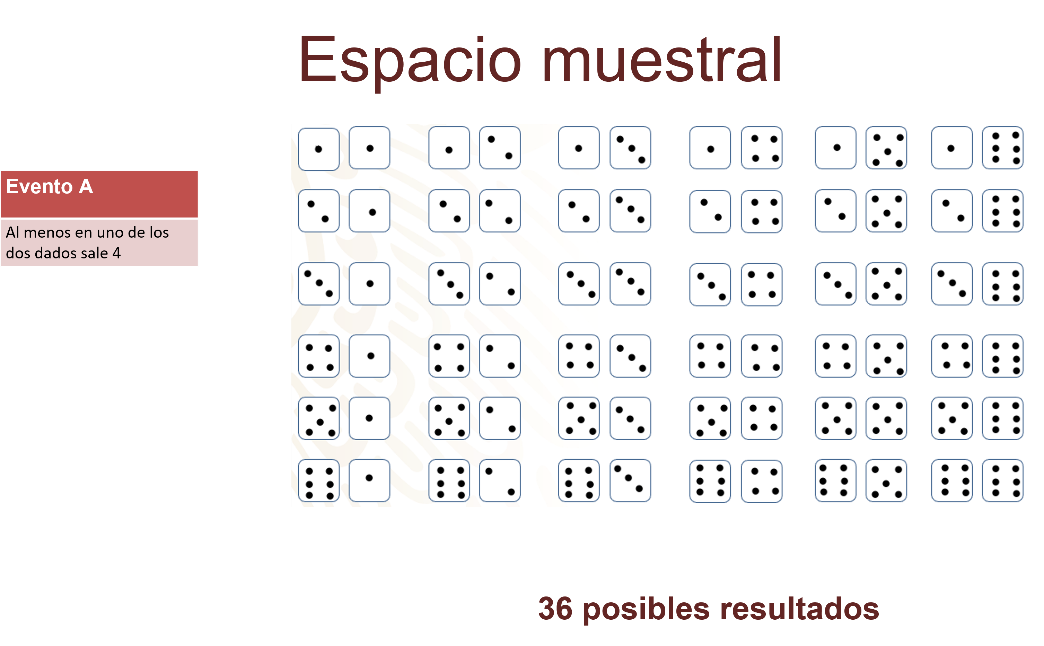 Espacio muestral
Evento A
Al menos en uno de los
dos dados sale 4
36 posibles resultados